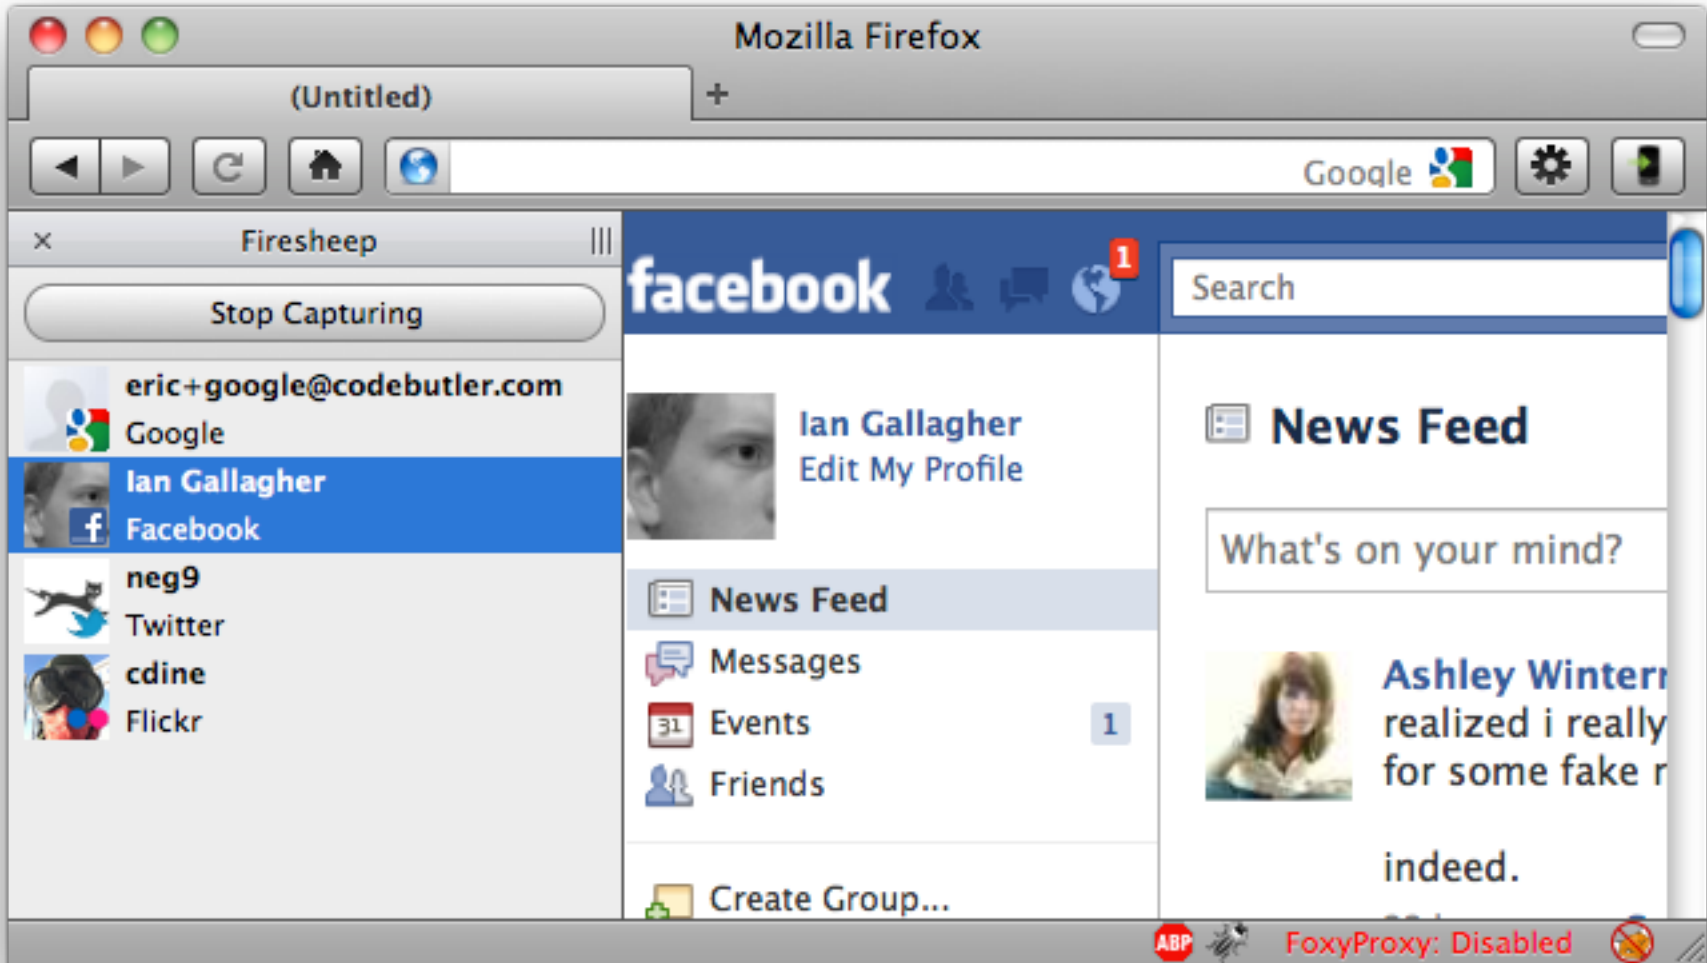 Mozilla Firefox
(Untitled)
Google
Firesheep
Stop Capturing
eric+google@codebutler.com
Google
Ian Gallagher
Facebook
neg9
Twitter
cdine
Flickr
facebook
1
Search
Ian Gallagher
Edit My Profile
News Feed
Messages
31
Events
1
Friends
Create Group...
News Feed
What's on your mind?
Ashley
realized i really
for some fake
indeed.
ABP
FoxyProxy: Disabled